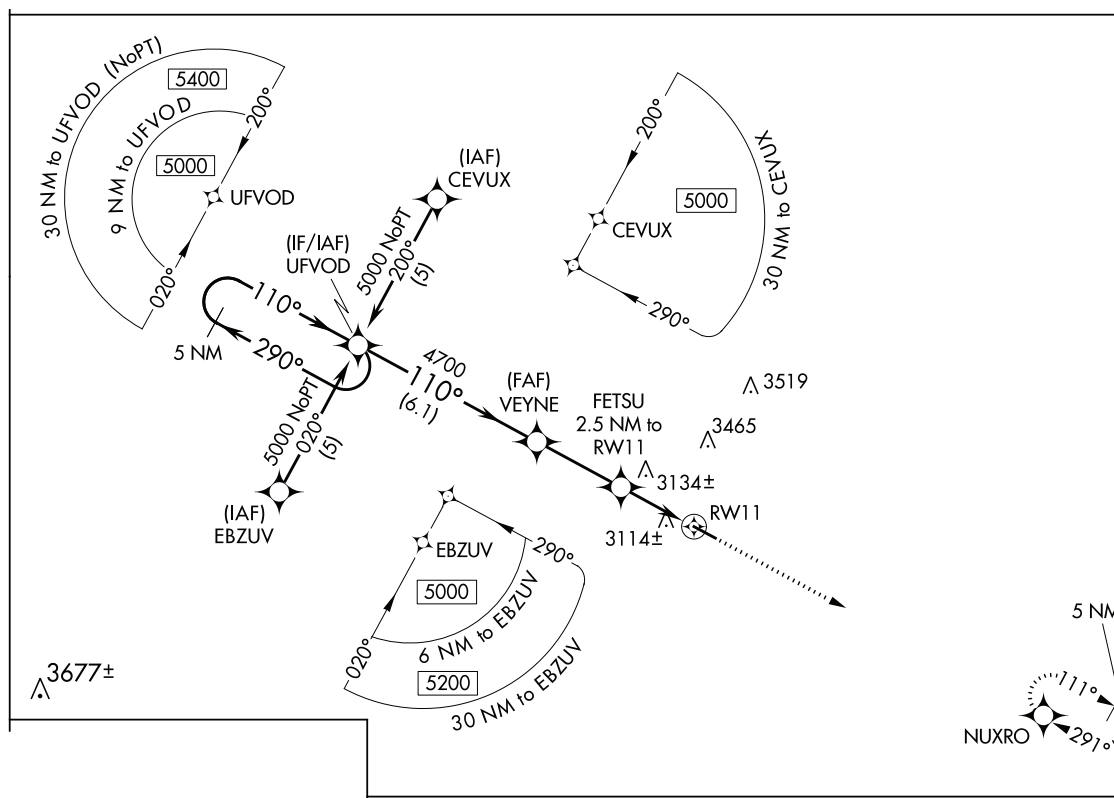 30 NM to UFVOD (NoPT)
5400
9 NM to UFVOD
200°
5000
UFVOD
020°
(IAF)
CEVUX
5000 NoPT
200°
(5)
200°
5000
CEVUX
30 NM to CEVUX
290°
(IF/IAF)
UFVOD
110°
290°
5 NM
4700
110°
(6.1)
5000 NoPT
020°
(5)
(IAF)
EBZUV
(FAF)
VEYNE
FETSU
2.5 NM to
RW11
3519
3465
3134±
3114±
RW11
EBZUV
290°
5000
6 NM to EBZUV
020°
5200
30 NM to EBZUV
3677±
5 NM
111°
291°
NUXRO